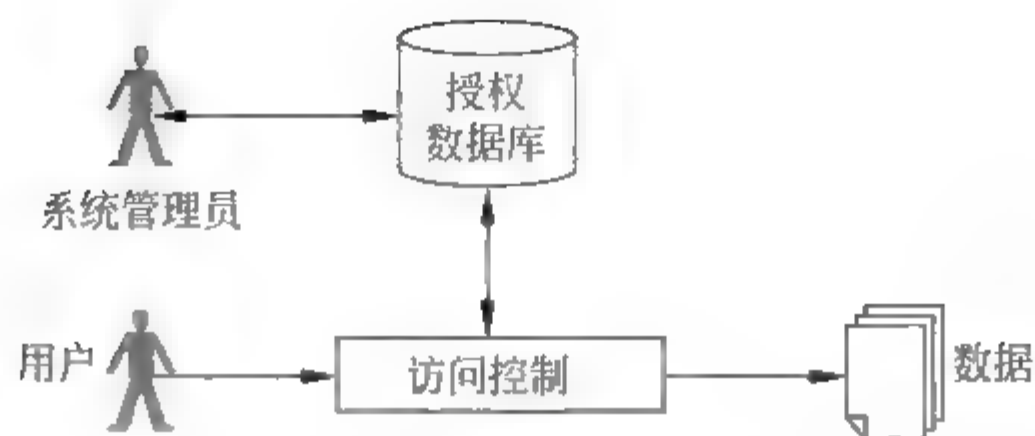 授权
数据库
系统管理员
用户
访问控制
数据